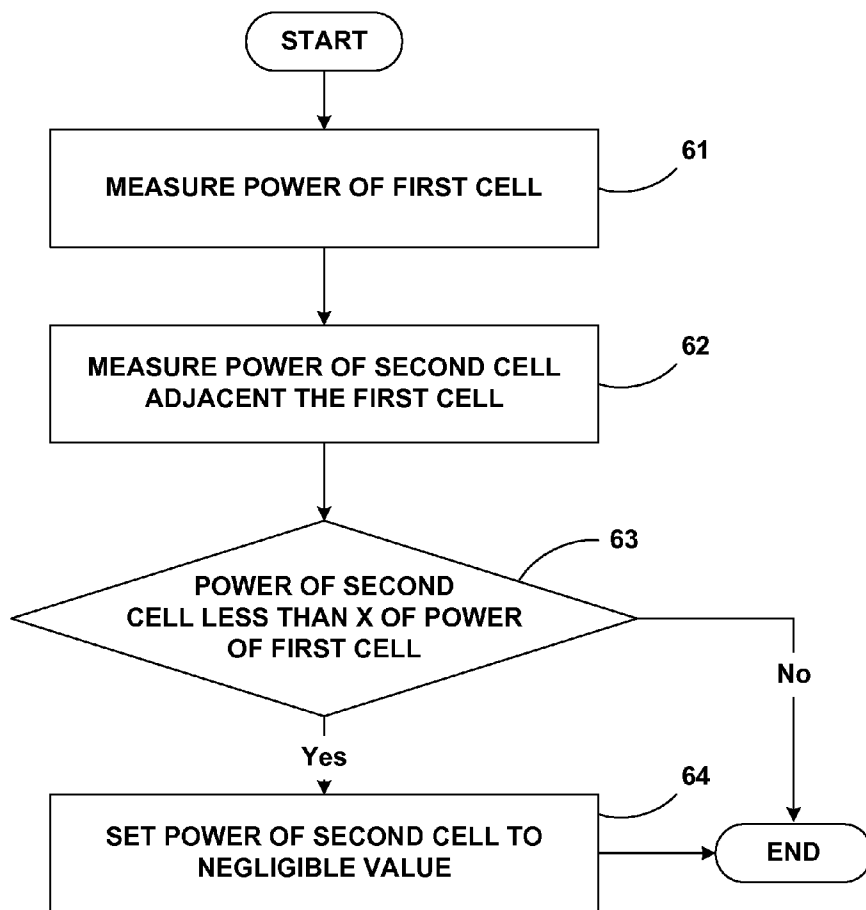 START
61
MEASURE POWER OF FIRST CELL
62
MEASURE POWER OF SECOND CELL
ADJACENT THE FIRST CELL
63
POWER OF SECOND
CELL LESS THAN X OF POWER
OF FIRST CELL
No
Yes
64
SET POWER OF SECOND CELL TO
NEGLIGIBLE VALUE
END